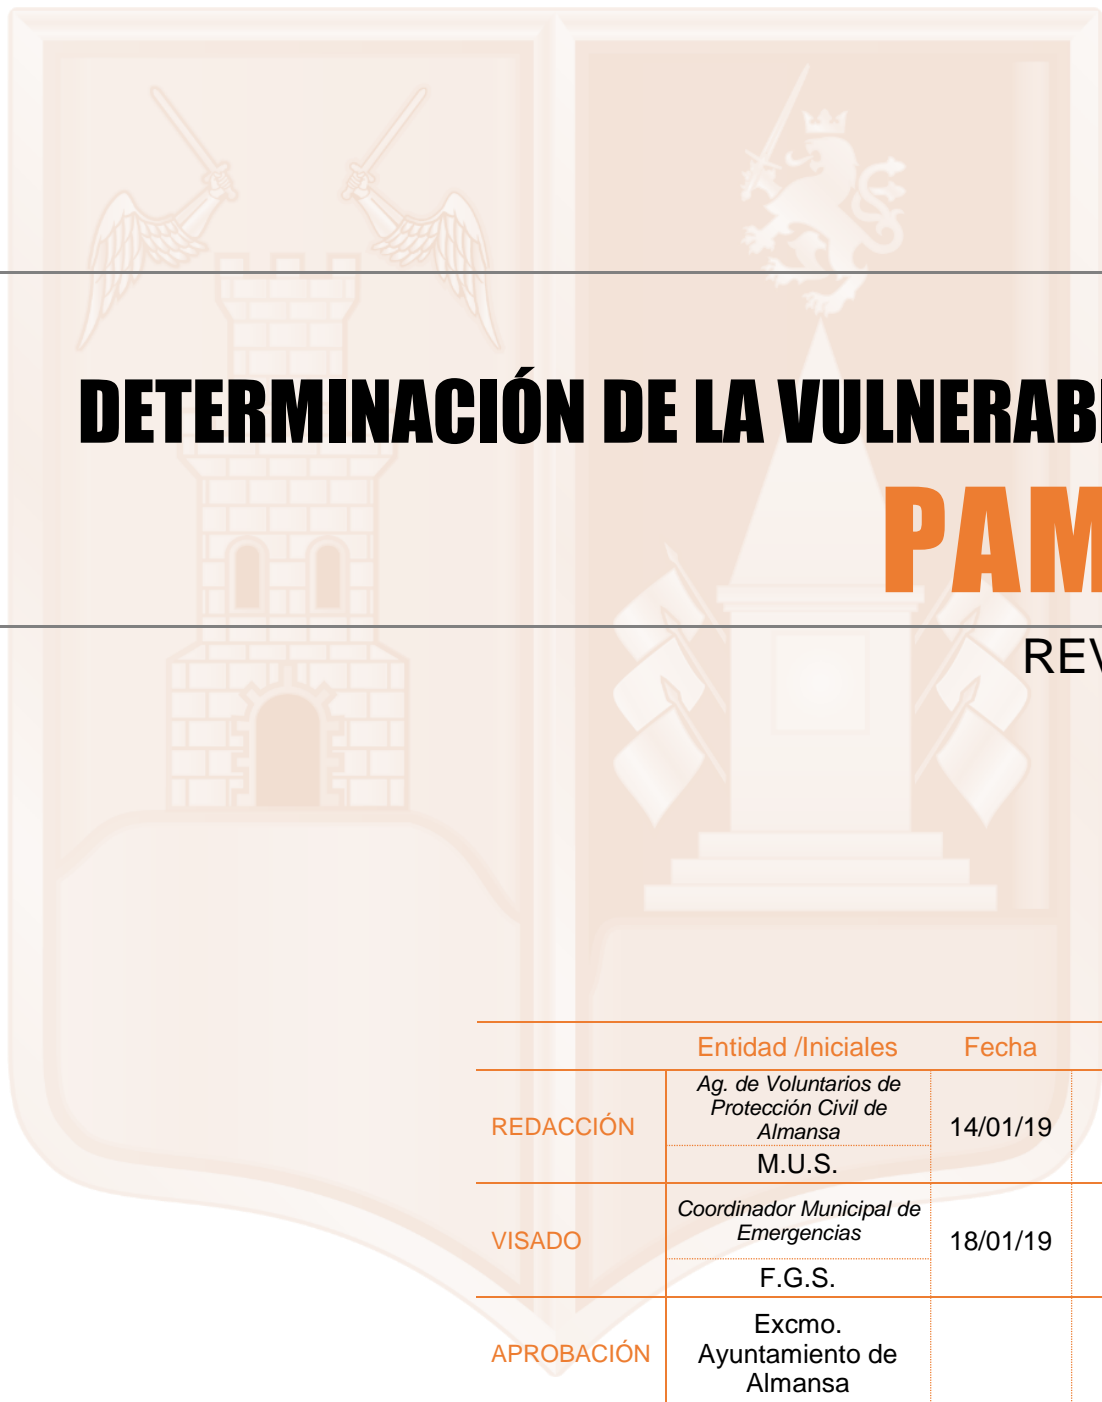 DETERMINACIÓN DE LA VULNERAB
PAM
REV
Entidad /Iniciales Fecha
REDACCIÓN
Ag. de Voluntarios de
Protección Civil de
Almansa
14/01/19
M.U.S.
VISADO
Coordinador Municipal de
Emergencias
18/01/19
F.G.S.
APROBACIÓN
Excmo.
Ayuntamiento de
Almansa